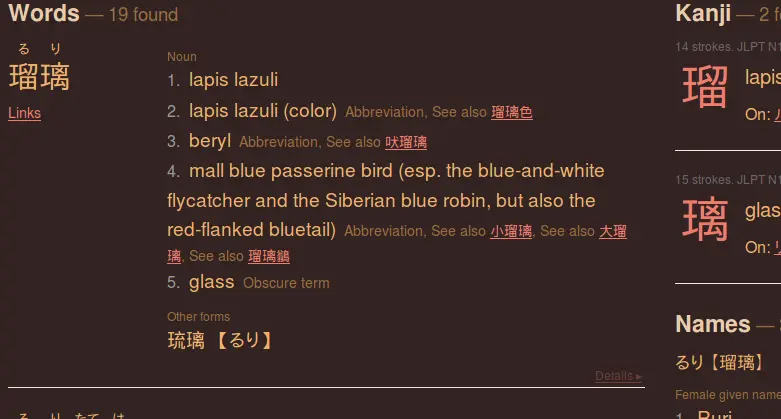 Words — 19 found
る り
瑠璃
Links
Noun
1. lapis lazuli
2. lapis lazuli (color) Abbreviation, See also 瑠璃色
3. beryl Abbreviation, See also 吠瑠璃
4. mall blue passerine bird (esp. the blue-and-white
flycatcher and the Siberian blue robin, but also the
red-flanked bluetail) Abbreviation, See also 小瑠璃, See also 大瑠
璃, See also 瑠璃鶲
5. glass Obscure term
Other forms
琉璃 【るり】
Details ▸
Kanji — 2 f
14 strokes. JLPT N1
瑠
lapis
On:
15 strokes. JLPT N1
璃
glas
On:
Names —
るり【瑠璃】
Female given name
1. Ruri